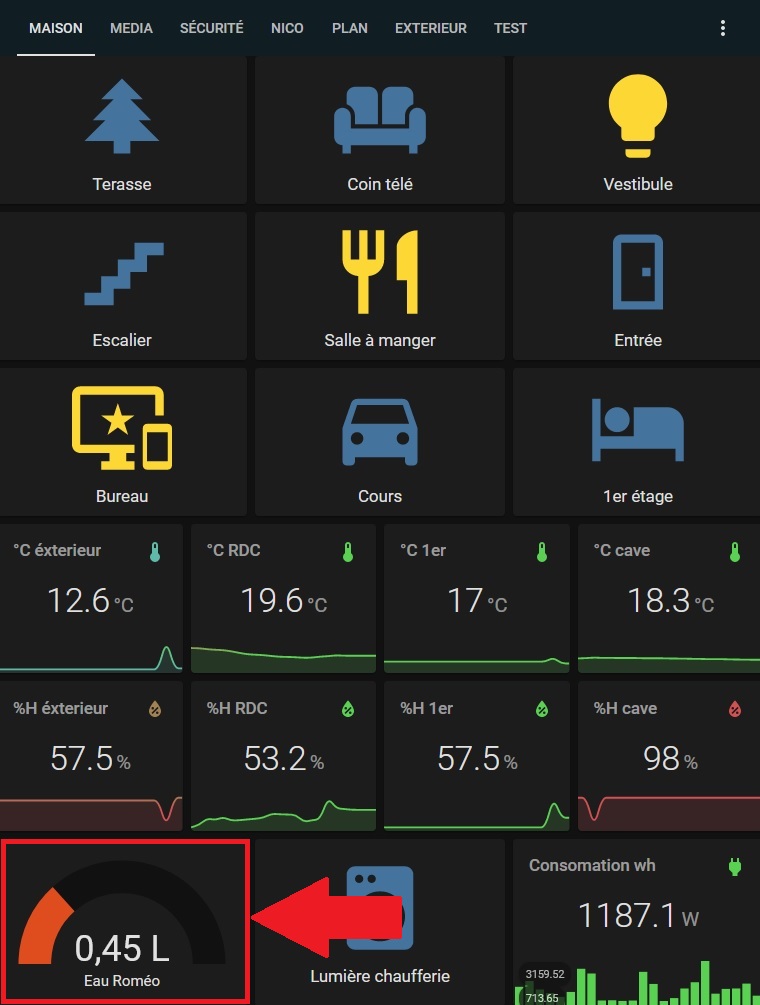 MAISON MEDIA SÉCURITÉ NICO PLAN EXTERIEUR TEST
Terasse Coin télé Vestibule
Escalier Salle à manger Entrée
Bureau Cours 1er étage
°C éxterieur °C RDC °C 1er °C cave
12.6 °C 19.6 °C 17 °C 18.3 °C
%H éxterieur %H RDC %H 1er %H cave
57.5 % 53.2 % 57.5 % 98 %
Consomation wh
1187.1 W
0,45 L
Eau Roméo
Lumière chaufferie
3159.52
713.65